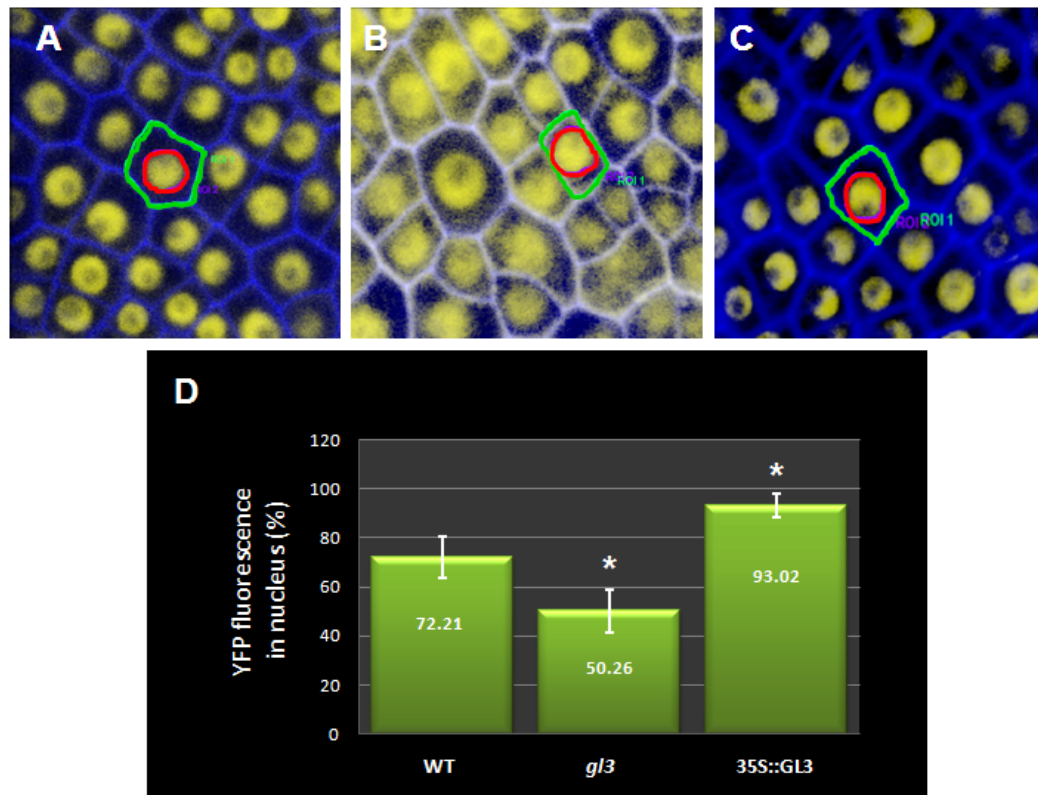 A
B
C
ROI 1
ROI 1
D
120
100
80
60
40
20
0
YFP fluorescence
in nucleus (%)
*
*
72.21
50.26
93.02
WT
gl3
35S::GL3